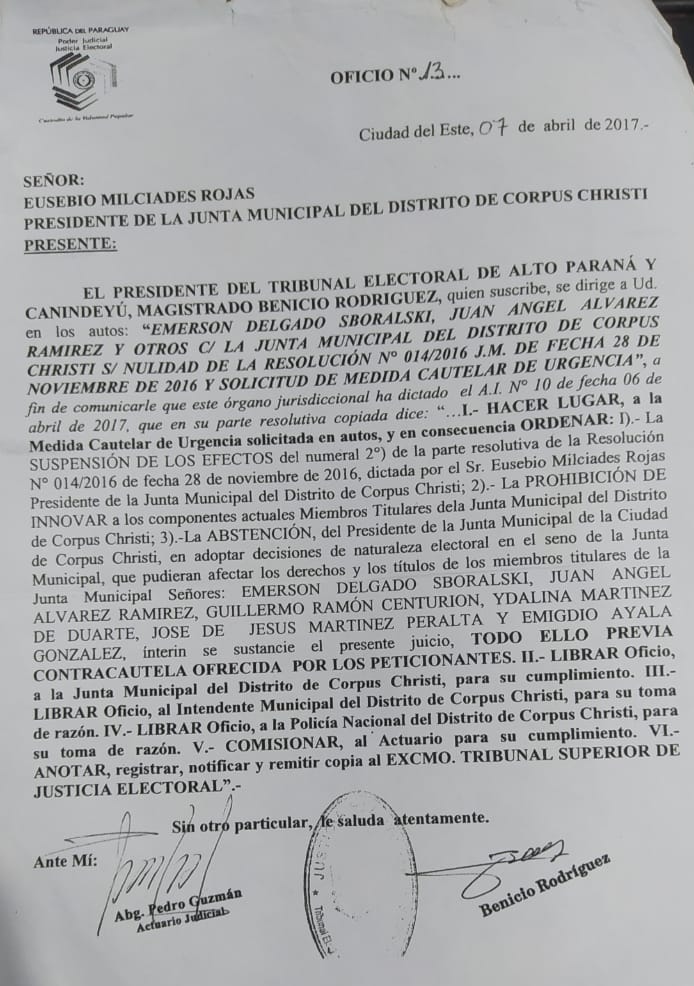 REPÚBLICA DEL PARAGUAY
Poder Judicial
Justicia Electoral
Custodio de la Voluntad Popular
OFICIO Nº 13...
Ciudad del Este, 07 de abril de 2017.-
SEÑOR:
EUSEBIO MILCIADES ROJAS
PRESIDENTE DE LA JUNTA MUNICIPAL DEL DISTRITO DE CORPUS CHRISTI
PRESENTE:
EL PRESIDENTE DEL TRIBUNAL ELECTORAL DE ALTO PARANÁ Y
CANINDEYÚ, MAGISTRADO BENICIO RODRIGUEZ, quien suscribe, se dirige a Ud.
en los autos: “EMERSON DELGADO SBORALSKI, JUAN ANGEL ALVAREZ
RAMIREZ Y OTROS C/ LA JUNTA MUNICIPAL DEL DISTRITO DE CORPUS
CHRISTI S/ NULIDAD DE LA RESOLUCIÓN Nº 014/2016 J.M. DE FECHA 28 DE
NOVIEMBRE DE 2016 Y SOLICITUD DE MEDIDA CAUTELAR DE URGENCIA”, a
fin de comunicarle que este órgano jurisdiccional ha dictado el A.I. Nº 10 de fecha 06 de
abril de 2017, que en su parte resolutiva copiada dice: “...I.- HACER LUGAR, a la
Medida Cautelar de Urgencia solicitada en autos, y en consecuencia ORDENAR: I).- La
SUSPENSIÓN DE LOS EFECTOS del numeral 2º) de la parte resolutiva de la Resolución
Nº 014/2016 de fecha 28 de noviembre de 2016, dictada por el Sr. Eusebio Milciades Rojas
Presidente de la Junta Municipal del Distrito de Corpus Christi; 2).- La PROHIBICIÓN DE
INNOVAR a los componentes actuales Miembros Titulares dela Junta Municipal del Distrito
de Corpus Christi; 3).-La ABSTENCIÓN, del Presidente de la Junta Municipal de la Ciudad
de Corpus Christi, en adoptar decisiones de naturaleza electoral en el seno de la Junta
Municipal, que pudieran afectar los derechos y los títulos de los miembros titulares de la
Junta Municipal Señores: EMERSON DELGADO SBORALSKI, JUAN ANGEL
ALVAREZ RAMIREZ, GUILLERMO RAMÓN CENTURION, YDALINA MARTINEZ
DE DUARTE, JOSE DE JESUS MARTINEZ PERALTA Y EMIGDIO AYALA
GONZALEZ, ínterin se sustancie el presente juicio, TODO ELLO PREVIA
CONTRACAUTELA OFRECIDA POR LOS PETICIONANTES. II.- LIBRAR Oficio,
a la Junta Municipal del Distrito de Corpus Christi, para su cumplimiento. III.-
LIBRAR Oficio, al Intendente Municipal del Distrito de Corpus Christi, para su toma
de razón. IV.- LIBRAR Oficio, a la Policía Nacional del Distrito de Corpus Christi, para
su toma de razón. V.- COMISIONAR, al Actuario para su cumplimiento. VI.-
ANOTAR, registrar, notificar y remitir copia al EXCMO. TRIBUNAL SUPERIOR DE
JUSTICIA ELECTORAL”.-
Sin otro particular, le saluda atentamente.
Ante Mí:
Abg. Pedro Guzmán
Actuario Judicial
Benicio Rodríguez